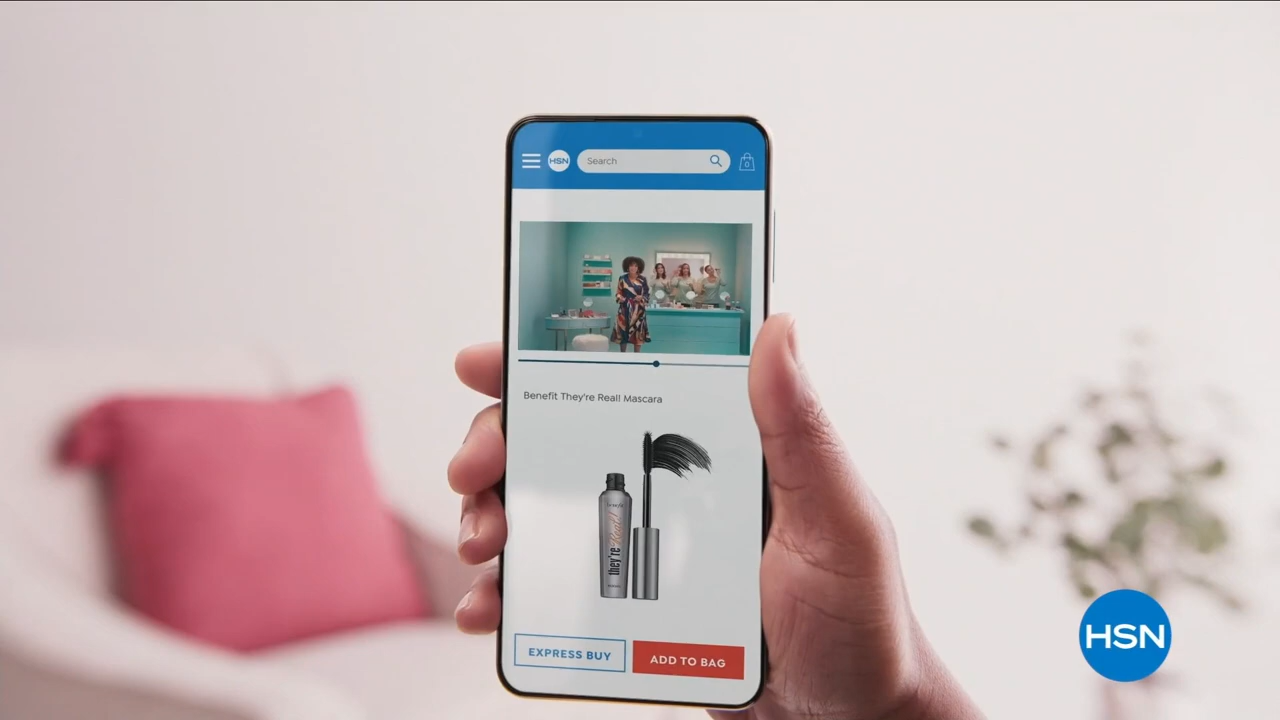 HSN
Search
0
Benefit They're Reall Mascara
benefit
they're Real!
EXPRESS BUY
ADD TO BAG
HSN